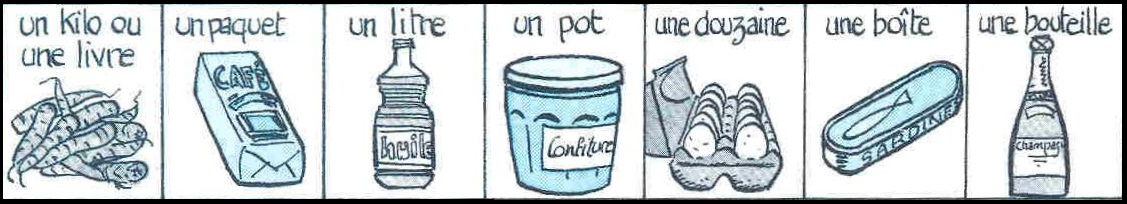 un kilo ou
une livre
un paquet
CAFÉ
un litre
huile
un pot
Confiture
une douzaine
une boîte
SARDINES
une bouteille
Champagn